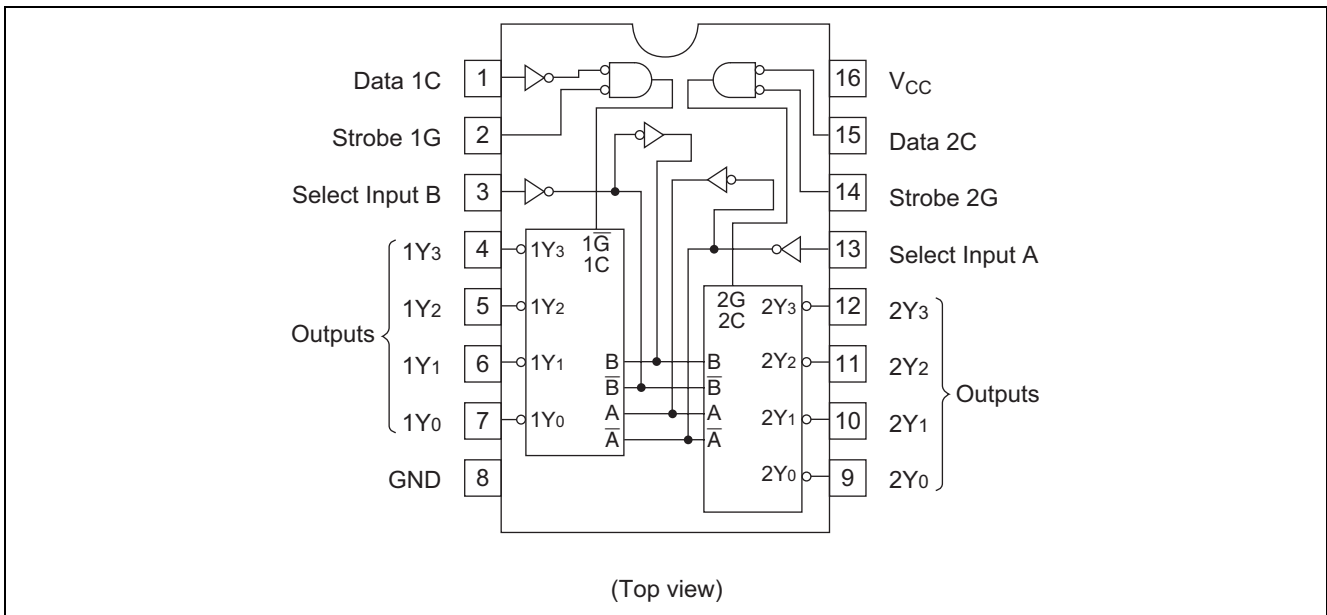 Data 1C 1
Strobe 1G 2
Select Input B 3
1Y3 4 1Y3
1Y2 5 1Y2
1Y1 6 1Y1
1Y0 7 1Y0
Outputs
GND 8
1G̅
1C
B
B̅
A
A̅
2G
2C
B
B̅
A
A̅
16 VCC
15 Data 2C
14 Strobe 2G
13 Select Input A
2Y3 12 2Y3
2Y2 11 2Y2
2Y1 10 2Y1
2Y0 9 2Y0
Outputs
(Top view)